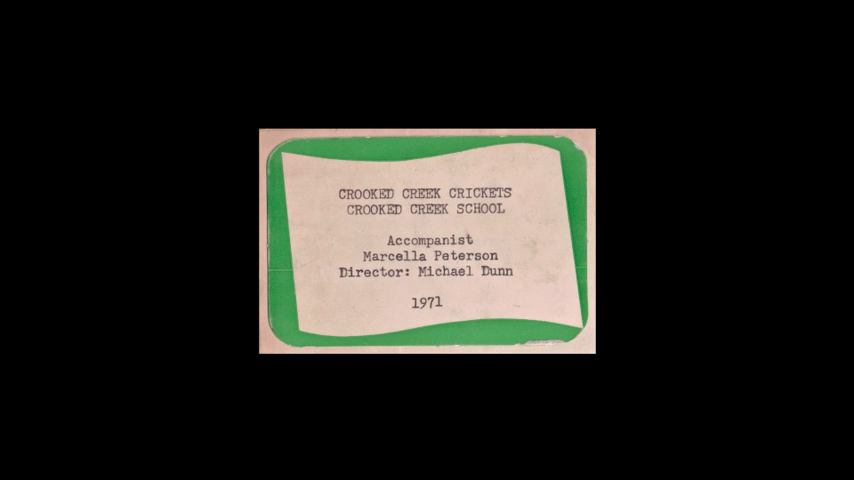 CROOKED CREEK CRICKETS
CROOKED CREEK SCHOOL
Accompanist
Marcella Peterson
Director: Michael Dunn
1971